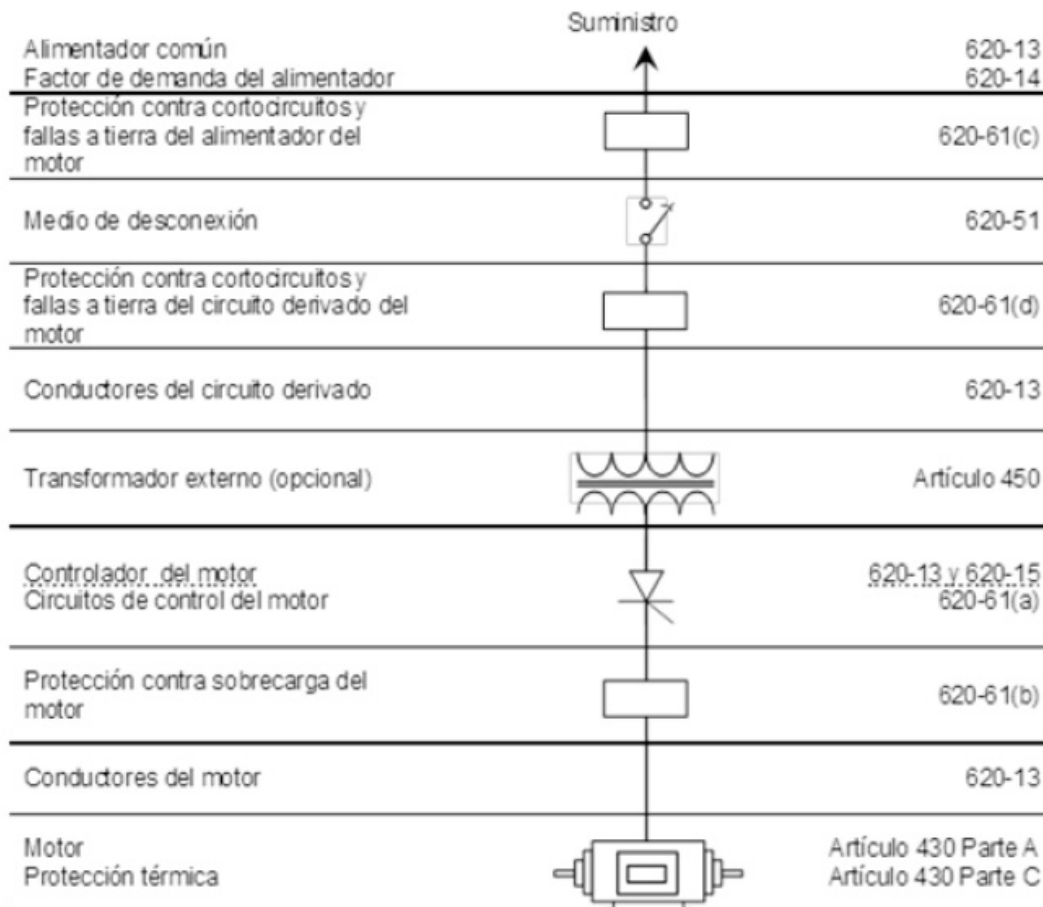 Suministro
Alimentador común 620-13
Factor de demanda del alimentador 620-14
Protección contra cortocircuitos y
fallas a tierra del alimentador del 620-61(c)
motor
Medio de desconexión 620-51
Protección contra cortocircuitos y
fallas a tierra del circuito derivado del 620-61(d)
motor
Conductores del circuito derivado 620-13
Transformador externo (opcional) Artículo 450
Controlador del motor 620-13 y 620-15
Circuitos de control del motor 620-61(a)
Protección contra sobrecarga del 620-61(b)
motor
Conductores del motor 620-13
Motor Artículo 430 Parte A
Protección térmica Artículo 430 Parte C